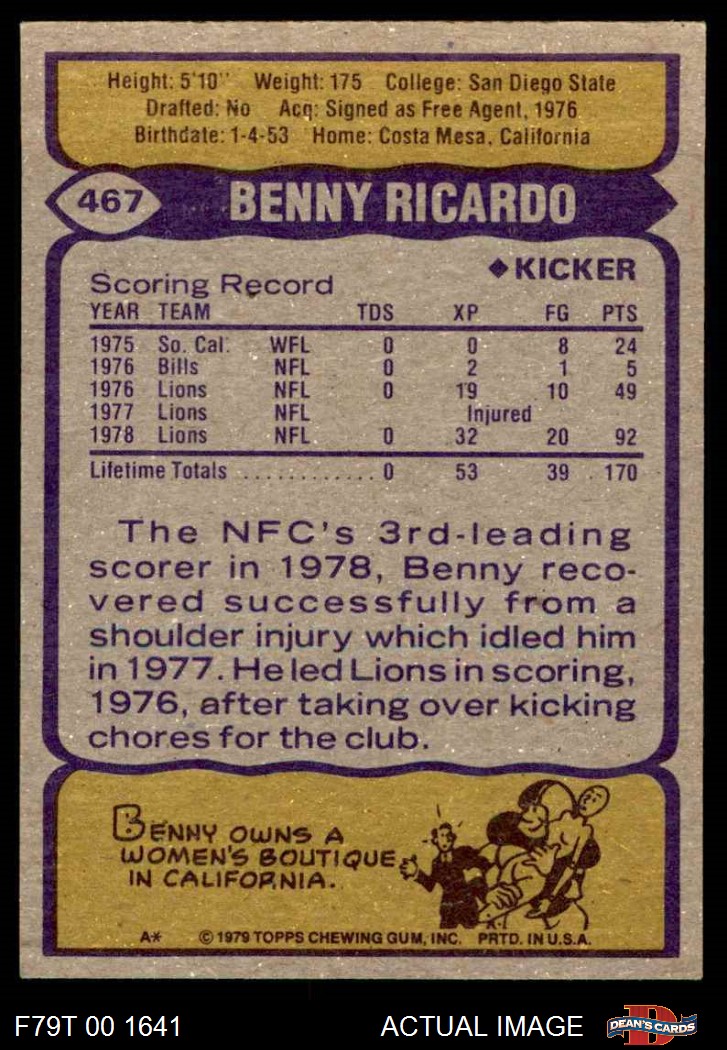 Height: 5'10" Weight: 175 College: San Diego State
Drafted: No Acq: Signed as Free Agent, 1976
Birthdate: 1-4-53 Home: Costa Mesa, California
467 BENNY RICARDO
◆KICKER
Scoring Record
YEAR TEAM TDS XP FG PTS
1975 So. Cal. WFL 0 0 8 24
1976 Bills NFL 0 2 1 5
1976 Lions NFL 0 19 10 49
1977 Lions NFL Injured
1978 Lions NFL 0 32 20 92
Lifetime Totals ............ 0 53 39 170
The NFC's 3rd-leading
scorer in 1978, Benny reco-
vered successfully from a
shoulder injury which idled him
in 1977. He led Lions in scoring,
1976, after taking over kicking
chores for the club.
BENNY OWNS A
WOMEN'S BOUTIQUE
IN CALIFORNIA.
A* © 1979 TOPPS CHEWING GUM, INC. PRTD. IN U.S.A.
F79T 00 1641 ACTUAL IMAGE D DEAN'S CARDS